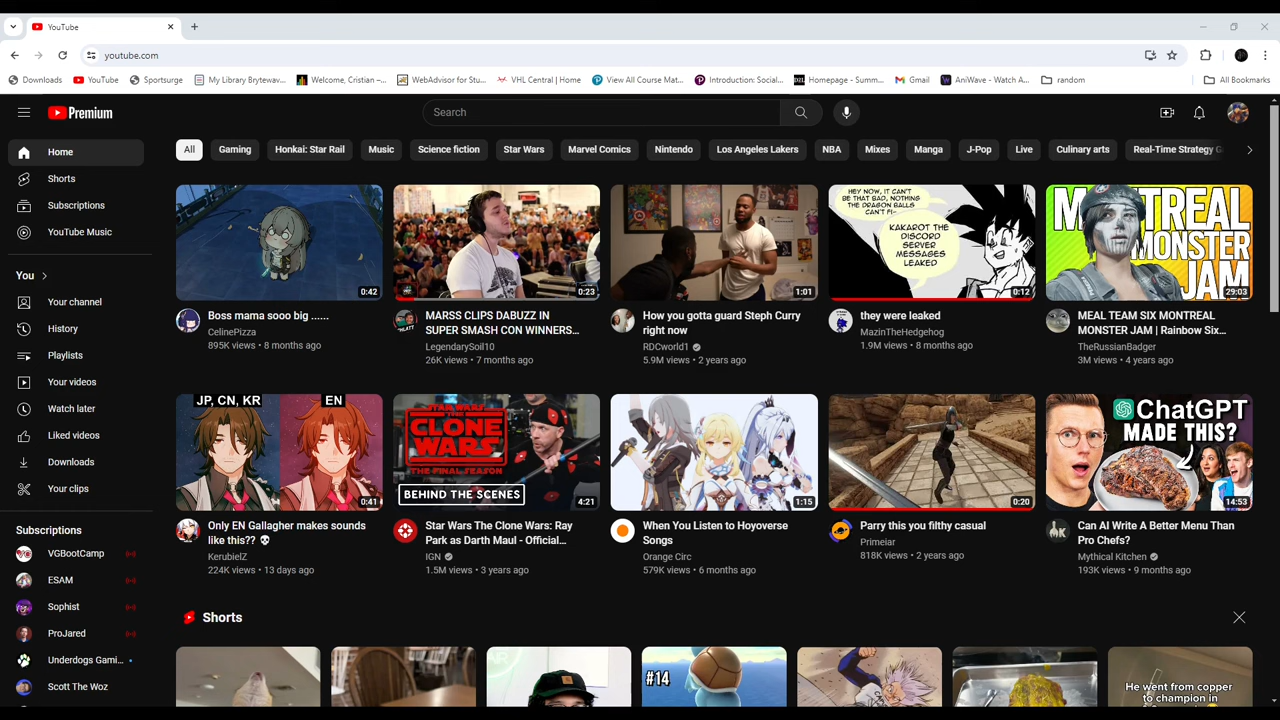 YouTube
youtube.com
Downloads
YouTube
Sportsurge
My Library Brytewav...
Welcome, Cristian –...
WebAdvisor for Stu...
VHL Central | Home
View All Course Mat...
Introduction: Social...
Homepage - Summ...
Gmail
AniWave - Watch A...
random
All Bookmarks
Premium
Search
Home
Shorts
Subscriptions
YouTube Music
You
Your channel
History
Playlists
Your videos
Watch later
Liked videos
Downloads
Your clips
Subscriptions
VGBootCamp
ESAM
Sophist
ProJared
Underdogs Gami...
Scott The Woz
All
Gaming
Honkai: Star Rail
Music
Science fiction
Star Wars
Marvel Comics
Nintendo
Los Angeles Lakers
NBA
Mixes
Manga
J-Pop
Live
Culinary arts
Real-Time Strategy G
0:42
Boss mama sooo big ......
CelinePizza
895K views • 8 months ago
0:23
MARSS CLIPS DABUZZ IN
SUPER SMASH CON WINNERS...
LegendarySoil10
26K views • 7 months ago
1:01
How you gotta guard Steph Curry
right now
RDCworld1
5.9M views • 2 years ago
HEY NOW, IT CAN'T
BE THAT BAD, NOTHING
THE DRAGON BALLS
CAN'T FI–
KAKAROT THE
DISCORD
SERVER
MESSAGES
LEAKED
0:12
they were leaked
MazinTheHedgehog
1.9M views • 8 months ago
MONTREAL
MONSTER
JAM
29:03
MEAL TEAM SIX MONTREAL
MONSTER JAM | Rainbow Six...
TheRussianBadger
3M views • 4 years ago
JP, CN, KR
EN
0:41
Only EN Gallagher makes sounds
like this?? 💀
KerubielZ
224K views • 13 days ago
STAR WARS
THE CLONE
WARS
THE FINAL SEASON
BEHIND THE SCENES
4:21
Star Wars The Clone Wars: Ray
Park as Darth Maul - Official...
IGN
1.5M views • 3 years ago
1:15
When You Listen to Hoyoverse
Songs
Orange Circ
579K views • 6 months ago
0:20
Parry this you filthy casual
Primeiar
818K views • 2 years ago
ChatGPT
MADE THIS?
14:53
Can AI Write A Better Menu Than
Pro Chefs?
Mythical Kitchen
193K views • 9 months ago
Shorts
#14
He went from copper
to champion in